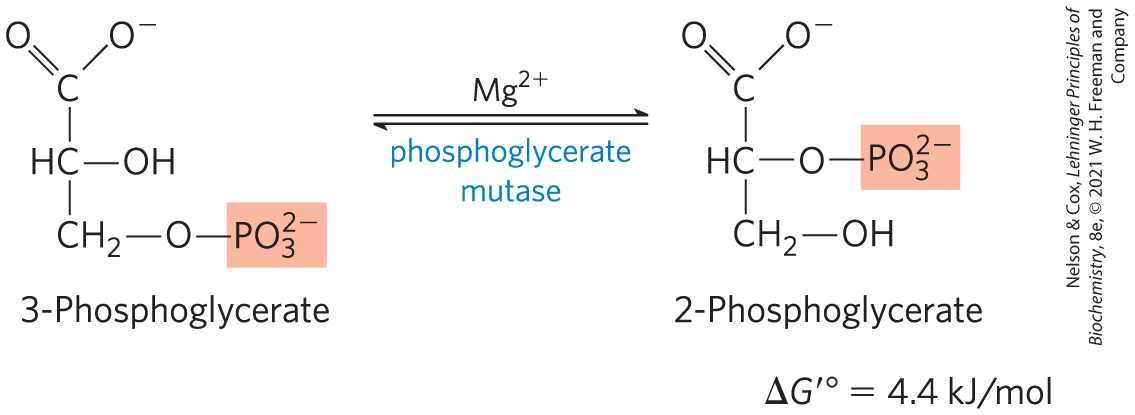 O O⁻
C
HC—OH
CH₂—O—PO₃²⁻
3-Phosphoglycerate
Mg²⁺
phosphoglycerate
mutase
O O⁻
C
HC—O—PO₃²⁻
CH₂—OH
2-Phosphoglycerate
ΔG′° = 4.4 kJ/mol
Nelson & Cox, Lehninger Principles of
Biochemistry, 8e, © 2021 W. H. Freeman and
Company